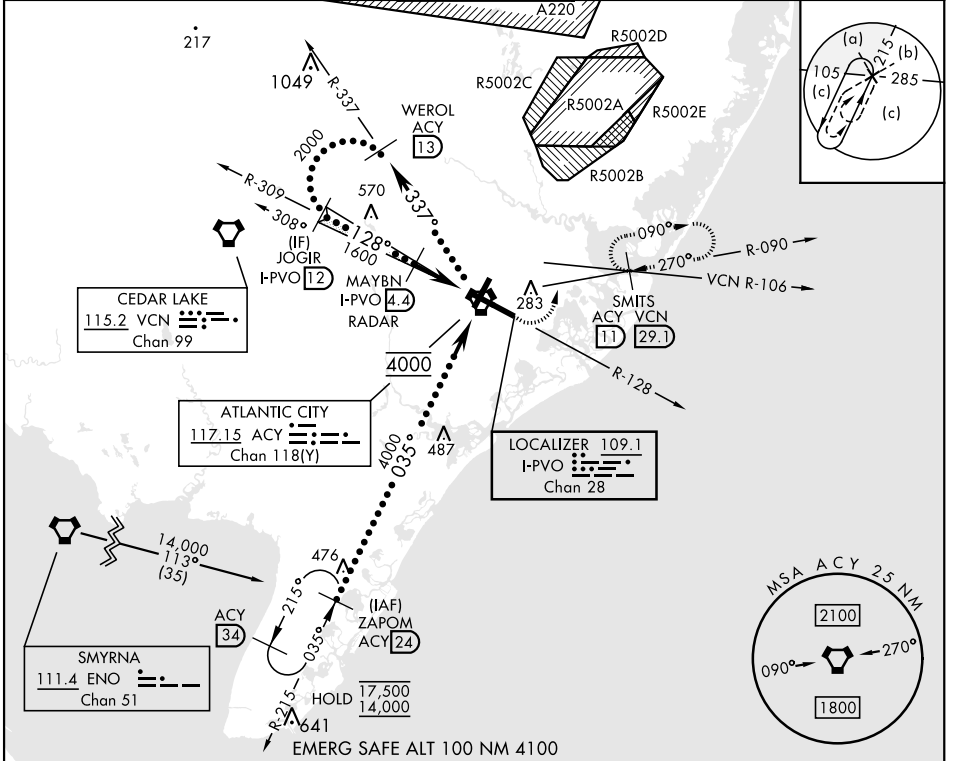 A220
217
1049
R-337
R5002D
R5002C
R5002A
R5002E
R5002B
(a)
215
(b)
105
285
(c)
(c)
WEROL
ACY
13
2000
R-309
308°
570
337°
128°
1600
(IF)
JOGIR
I-PVO 12
MAYBN
I-PVO 4.4
RADAR
CEDAR LAKE
115.2 VCN
Chan 99
090°
270°
R-090
VCN R-106
283
SMITS
ACY VCN
11 29.1
R-128
4000
ATLANTIC CITY
117.15 ACY
Chan 118(Y)
4000
035°
487
LOCALIZER 109.1
I-PVO
Chan 28
14,000
113°
(35)
476
215°
035°
(IAF)
ZAPOM
ACY 24
ACY
34
SMYRNA
111.4 ENO
Chan 51
R-215
HOLD 17,500
14,000
641
EMERG SAFE ALT 100 NM 4100
MSA ACY 25 NM
2100
090°
270°
1800